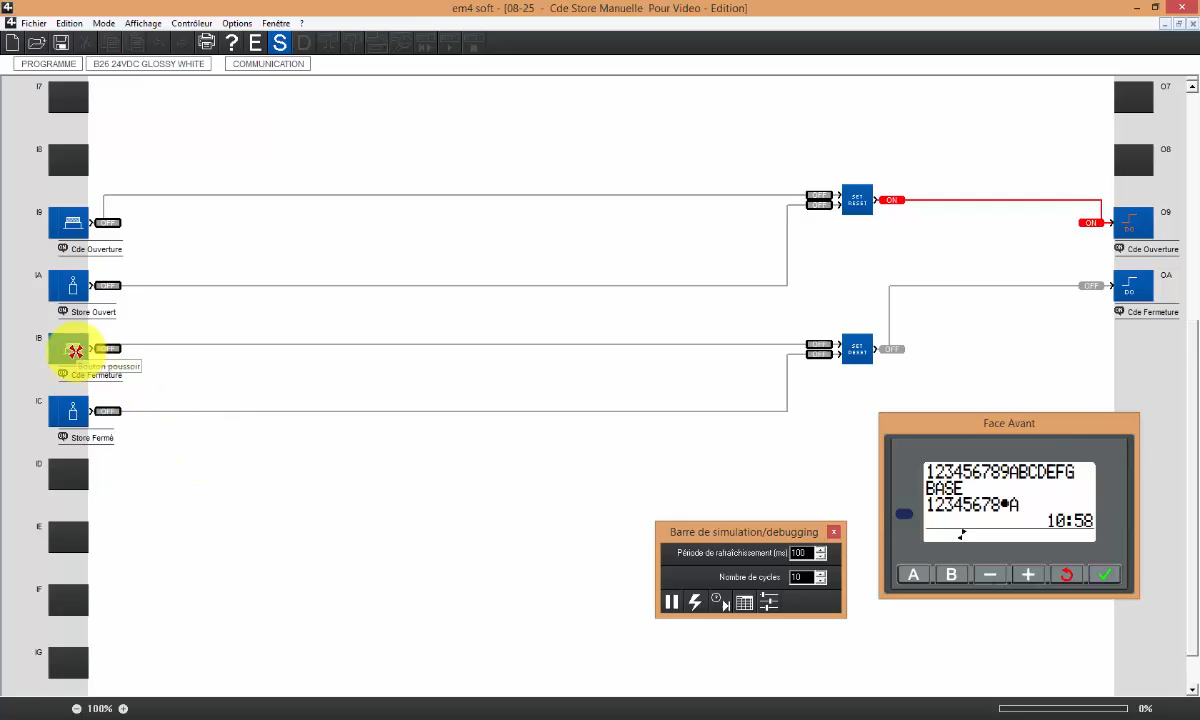 em4 soft - [08-25 - Cde Store Manuelle Pour Video - Edition]
Fichier Edition Mode Affichage Contrôleur Options Fenêtre ?
E S D
PROGRAMME B26 24VDC GLOSSY WHITE COMMUNICATION
I7
O7
I8
O8
I9
OFF
Cde Ouverture
OFF
OFF
SET
RESET
ON
ON
O9
DO
Cde Ouverture
IA
OFF
Store Ouvert
OFF
OA
DO
Cde Fermeture
IB
OFF
Bouton poussoir
Cde Fermeture
OFF
OFF
SET
RESET
OFF
IC
OFF
Store Fermé
ID
IE
IF
IG
Face Avant
123456789ABCDEFG
BASE
12345678●A
10:58
A B − +
Barre de simulation/debugging
Période de rafraîchissement (ms) 100
Nombre de cycles 10
100%
0%